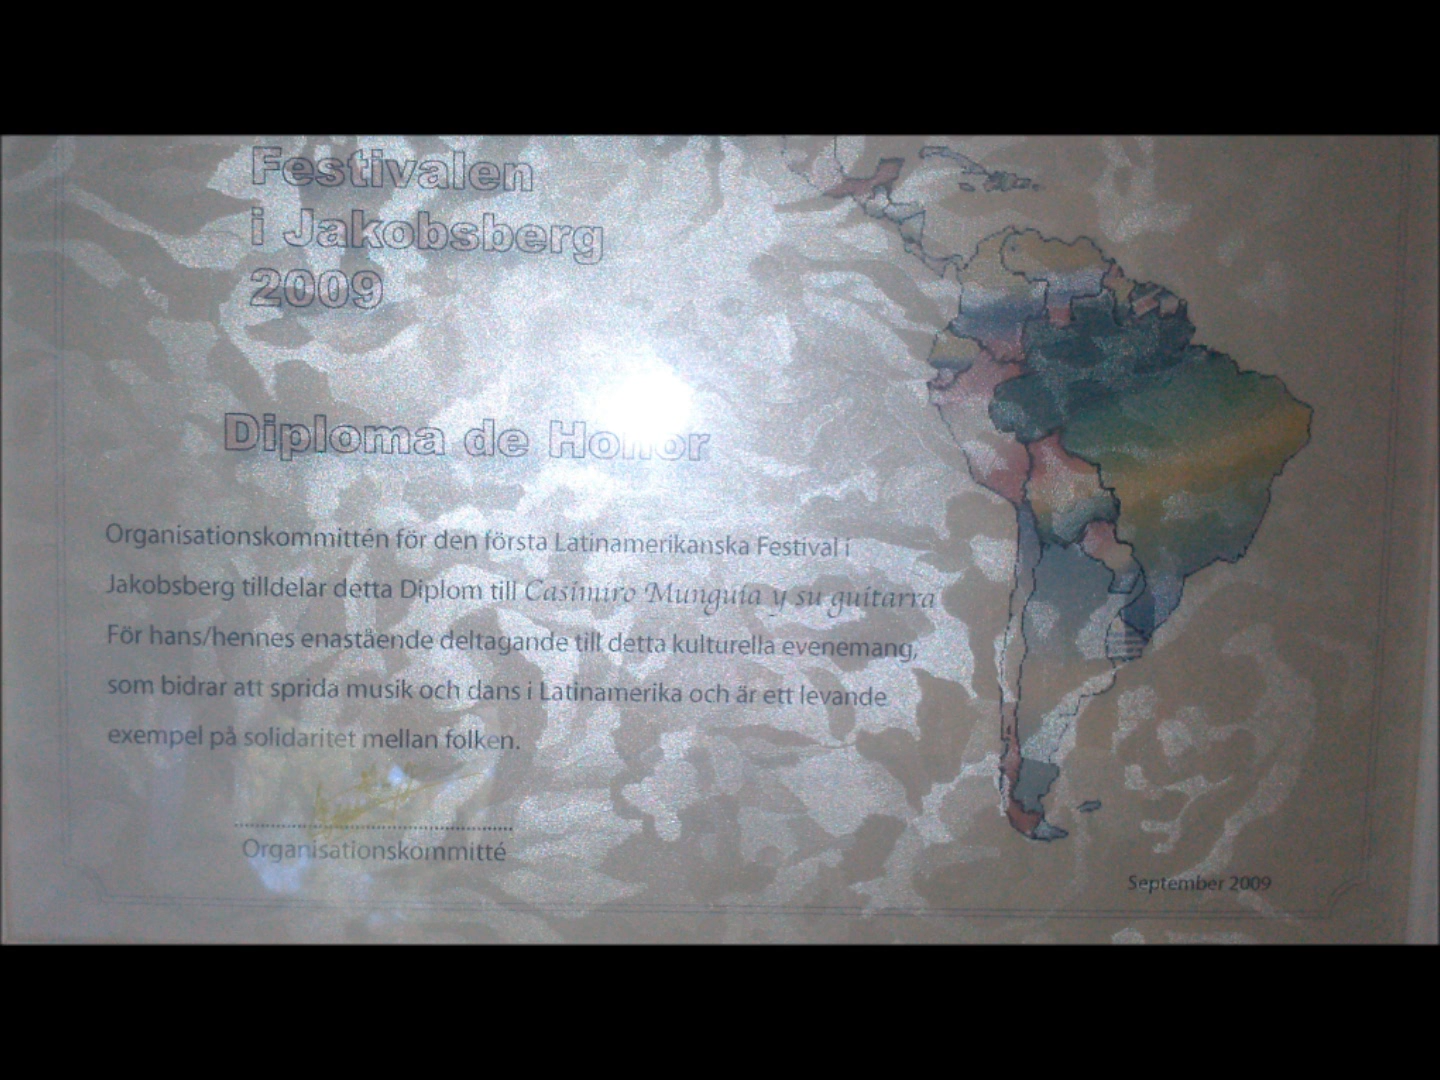 Festivalen
i Jakobsberg
2009
Diploma de Honor
Organisationskommittén för den första Latinamerikanska Festival i
Jakobsberg tilldelar detta Diplom till Casimiro Munguía y su guitarra
För hans/hennes enastående deltagande till detta kulturella evenemang,
som bidrar att sprida musik och dans i Latinamerika och är ett levande
exempel på solidaritet mellan folken.
Organisationskommitté
September 2009